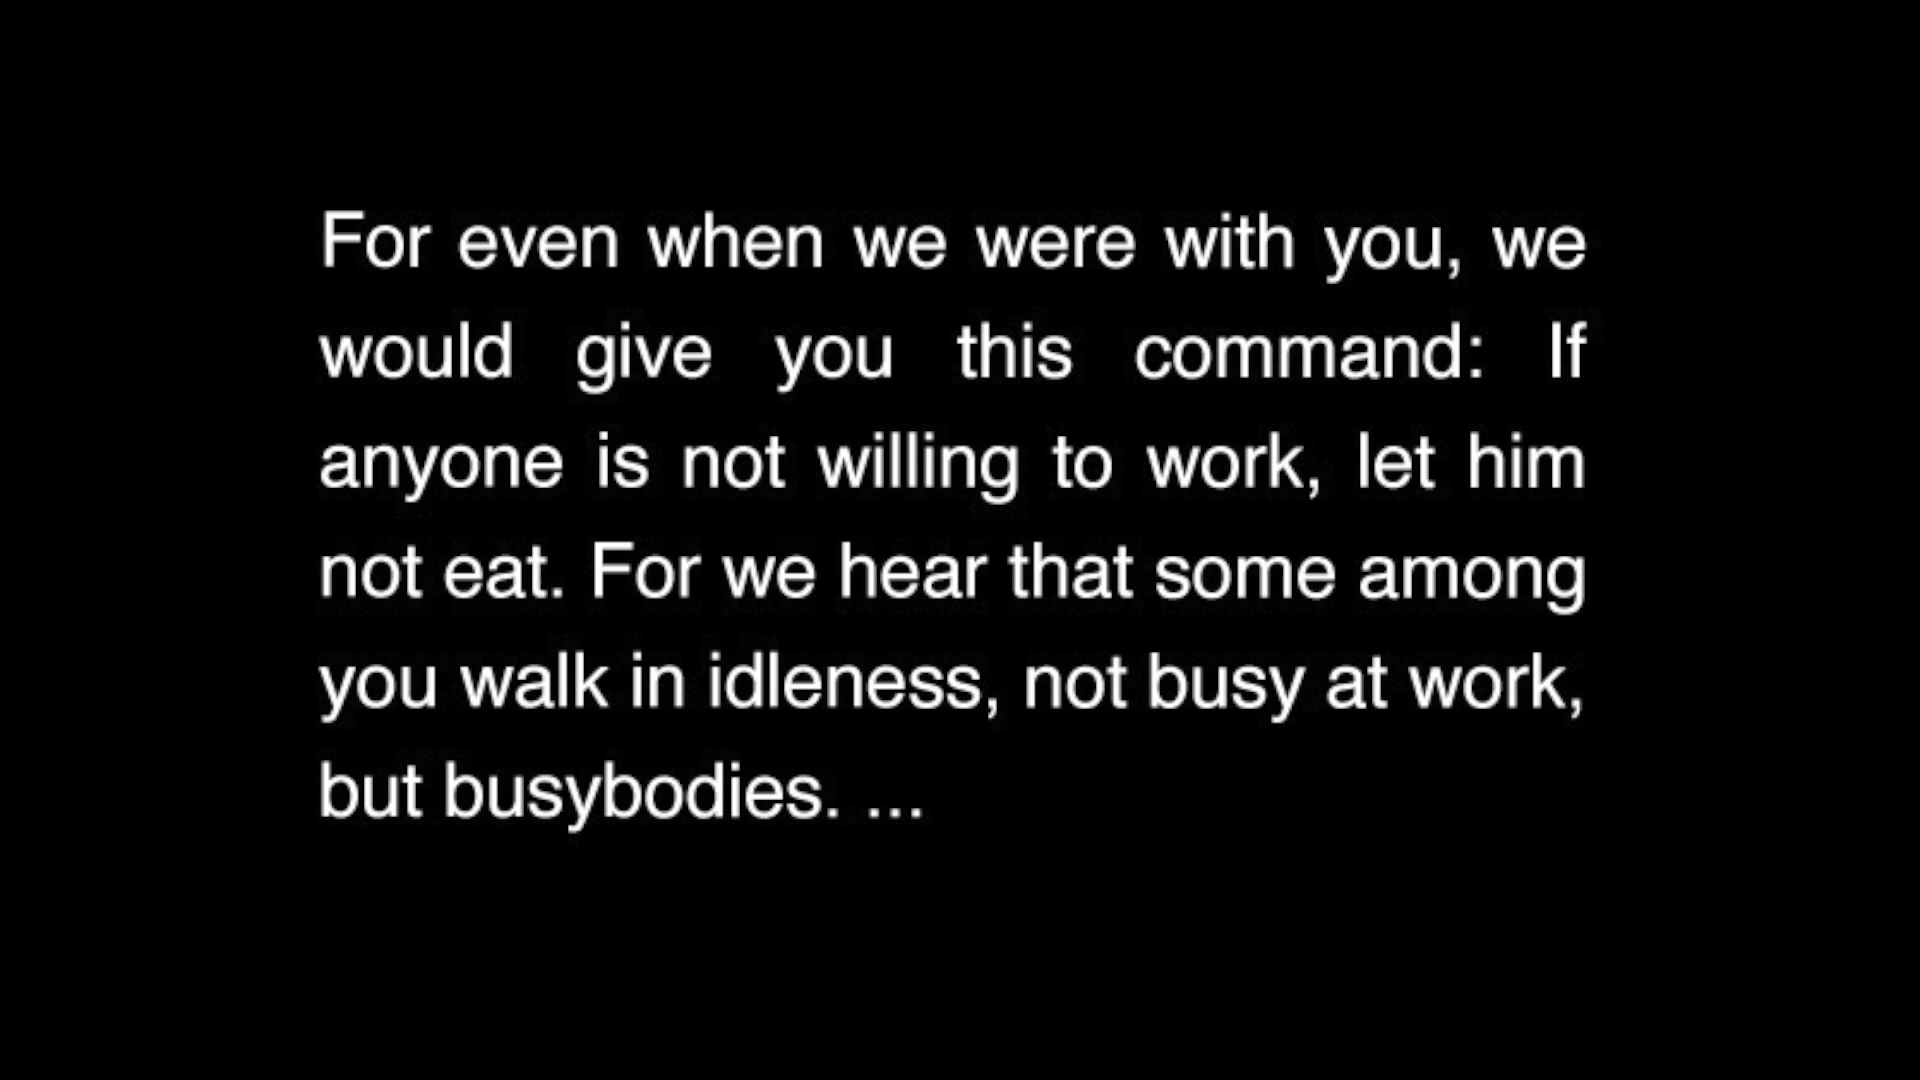 For even when we were with you, we
would give you this command: If
anyone is not willing to work, let him
not eat. For we hear that some among
you walk in idleness, not busy at work,
but busybodies. ...